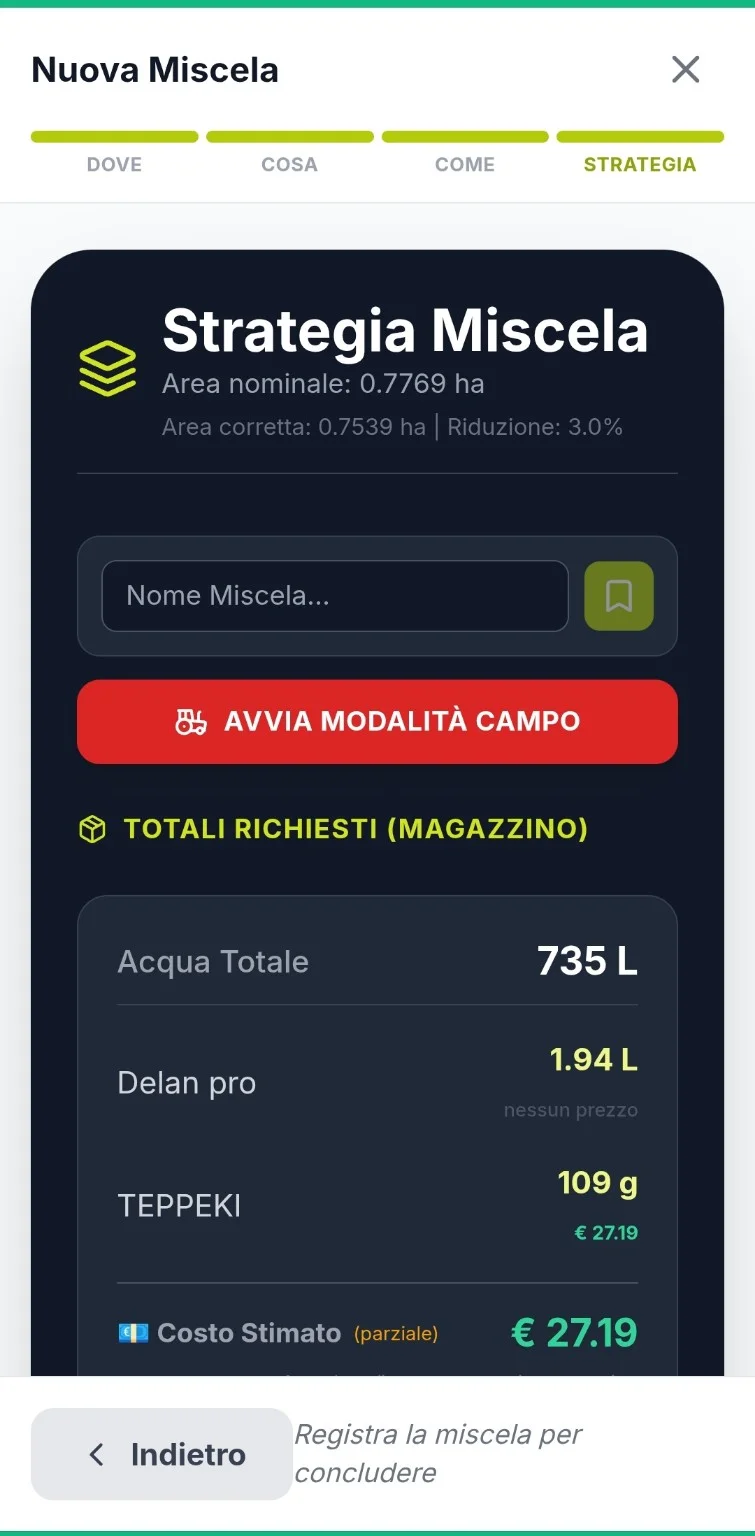 Nuova Miscela
DOVE
COSA
COME
STRATEGIA
Strategia Miscela
Area nominale: 0.7769 ha
Area corretta: 0.7539 ha | Riduzione: 3.0%
Nome Miscela...
AVVIA MODALITÀ CAMPO
TOTALI RICHIESTI (MAGAZZINO)
Acqua Totale 735 L
Delan pro 1.94 L
nessun prezzo
TEPPEKI 109 g
€ 27.19
Costo Stimato (parziale) € 27.19
Indietro
Registra la miscela per
concludere